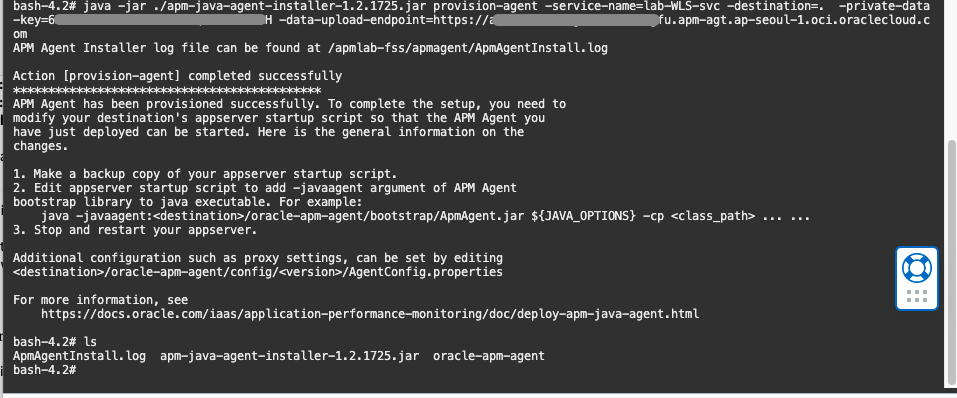 bash-4.2# java -jar ./apm-java-agent-installer-1.2.1725.jar provision-agent -service-name=lab-WLS-svc -destination=. -private-data
-key=6 H -data-upload-endpoint=https://a fu.apm-agt.ap-seoul-1.oci.oraclecloud.c
om
APM Agent Installer log file can be found at /apmlab-fss/apmagent/ApmAgentInstall.log
Action [provision-agent] completed successfully
********************************************
APM Agent has been provisioned successfully. To complete the setup, you need to
modify your destination's appserver startup script so that the APM Agent you
have just deployed can be started. Here is the general information on the
changes.
1. Make a backup copy of your appserver startup script.
2. Edit appserver startup script to add -javaagent argument of APM Agent
bootstrap library to java executable. For example:
java -javaagent:<destination>/oracle-apm-agent/bootstrap/ApmAgent.jar ${JAVA_OPTIONS} -cp <class_path> ... ...
3. Stop and restart your appserver.
Additional configuration such as proxy settings, can be set by editing
<destination>/oracle-apm-agent/config/<version>/AgentConfig.properties
For more information, see
https://docs.oracle.com/iaas/application-performance-monitoring/doc/deploy-apm-java-agent.html
bash-4.2# ls
ApmAgentInstall.log apm-java-agent-installer-1.2.1725.jar oracle-apm-agent
bash-4.2#